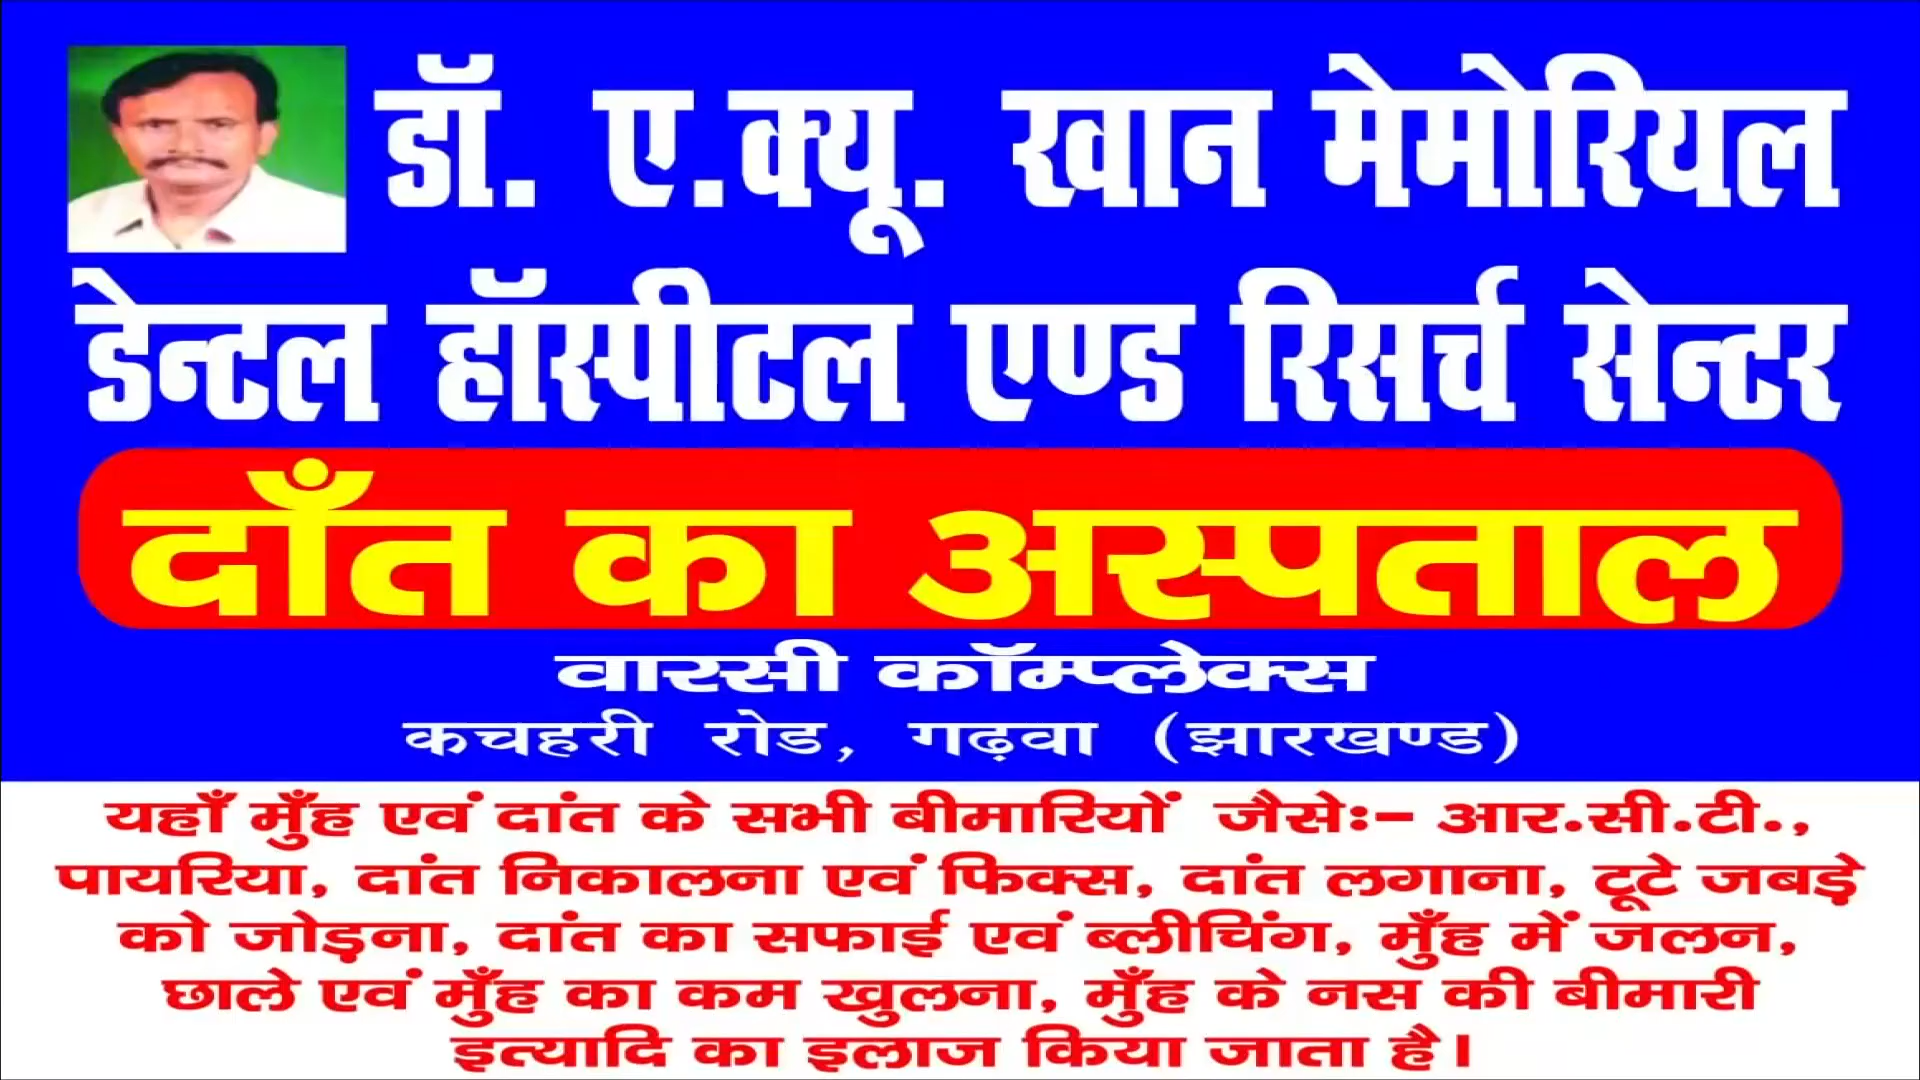 डॉ. ए.क्यू. खान मेमोरियल
डेन्टल हॉस्पीटल एण्ड रिसर्च सेन्टर
दाँत का अस्पताल
वारसी कॉम्प्लेक्स
कचहरी रोड, गढ़वा (झारखण्ड)
यहाँ मुँह एवं दांत के सभी बीमारियों जैसेः- आर.सी.टी.,
पायरिया, दांत निकालना एवं फिक्स, दांत लगाना, टूटे जबड़े
को जोड़ना, दांत का सफाई एवं ब्लीचिंग, मुँह में जलन,
छाले एवं मुँह का कम खुलना, मुँह के नस की बीमारी
इत्यादि का इलाज किया जाता है।